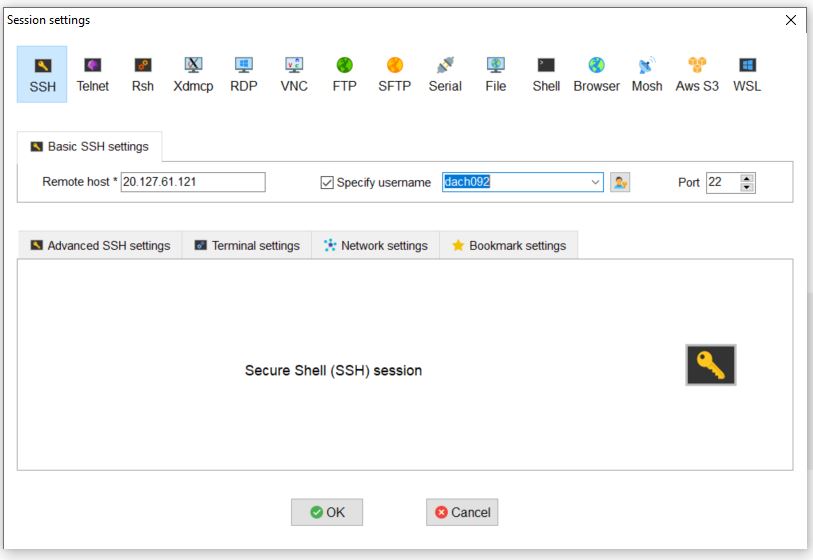 Session settings
SSH Telnet Rsh Xdmcp RDP VNC FTP SFTP Serial File Shell Browser Mosh Aws S3 WSL
Basic SSH settings
Remote host * 20.127.61.121 Specify username dach092 Port 22
Advanced SSH settings Terminal settings Network settings Bookmark settings
Secure Shell (SSH) session
OK Cancel